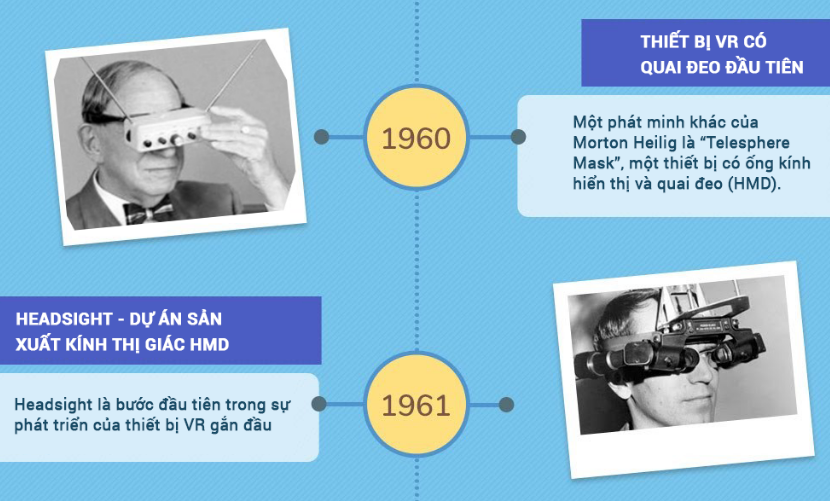 THIẾT BỊ VR CÓ
QUAI ĐEO ĐẦU TIÊN
1960
Một phát minh khác của
Morton Heilig là “Telesphere
Mask”, một thiết bị có ống kính
hiển thị và quai đeo (HMD).
HEADSIGHT - DỰ ÁN SẢN
XUẤT KÍNH THỊ GIÁC HMD
1961
Headsight là bước đầu tiên trong sự
phát triển của thiết bị VR gắn đầu